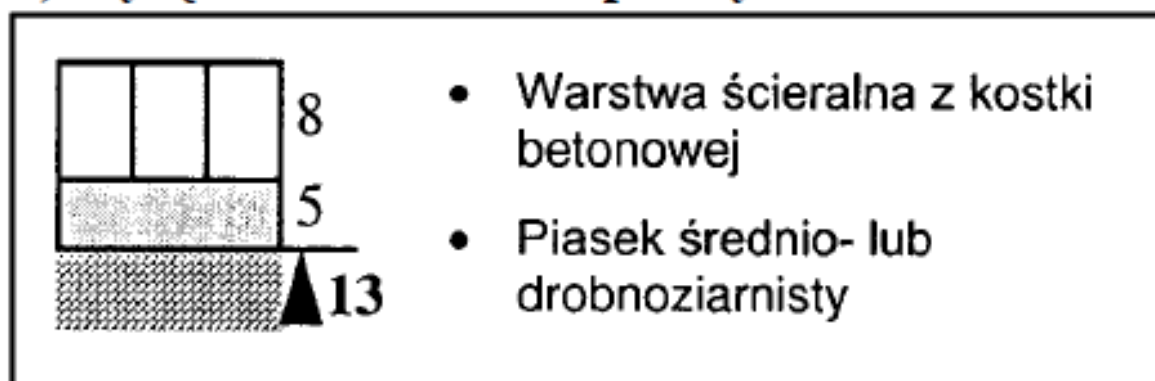 8
• Warstwa ścieralna z kostki
betonowej
5
• Piasek średnio- lub
drobnoziarnisty
13